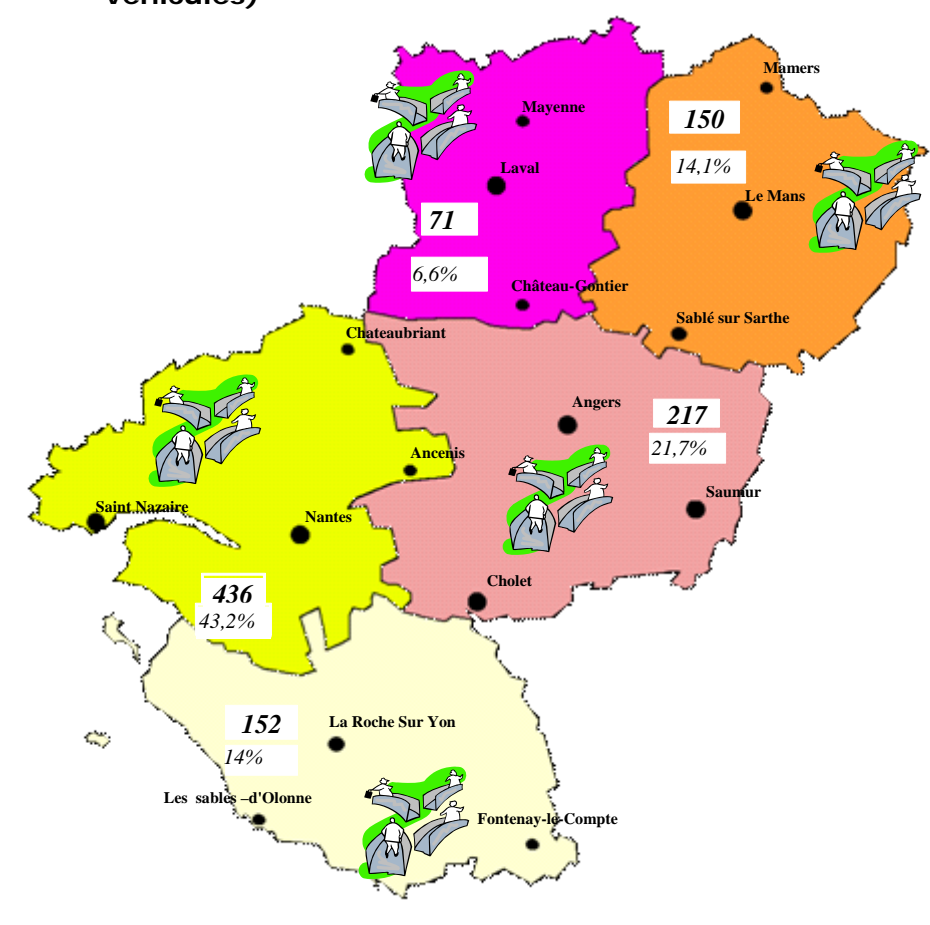 véhicules)
Mamers
Mayenne
150
14,1%
Laval
Le Mans
71
6,6%
Château-Gontier
Sablé sur Sarthe
Chateaubriant
Angers
217
21,7%
Ancenis
Saumur
Saint Nazaire
Nantes
Cholet
436
43,2%
152
La Roche Sur Yon
14%
Les sables –d'Olonne
Fontenay-le-Compte